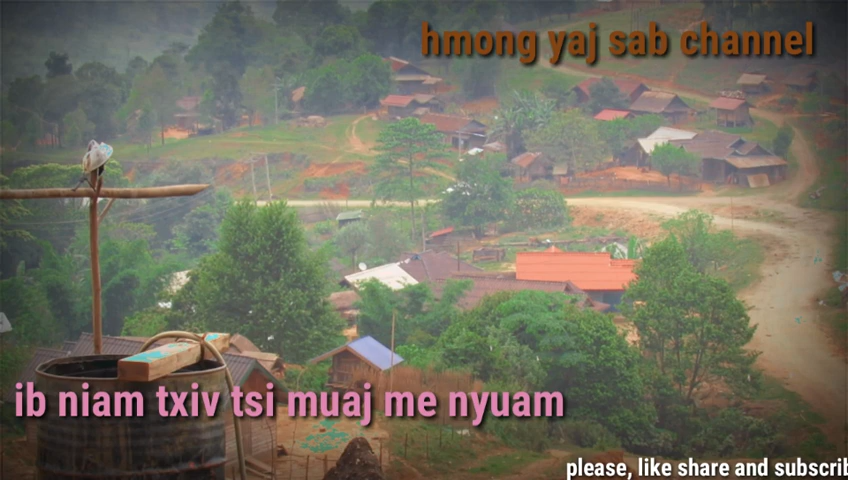 hmong yaj sab channel
ib niam txiv tsi muaj me nyuam
please, like share and subscrib